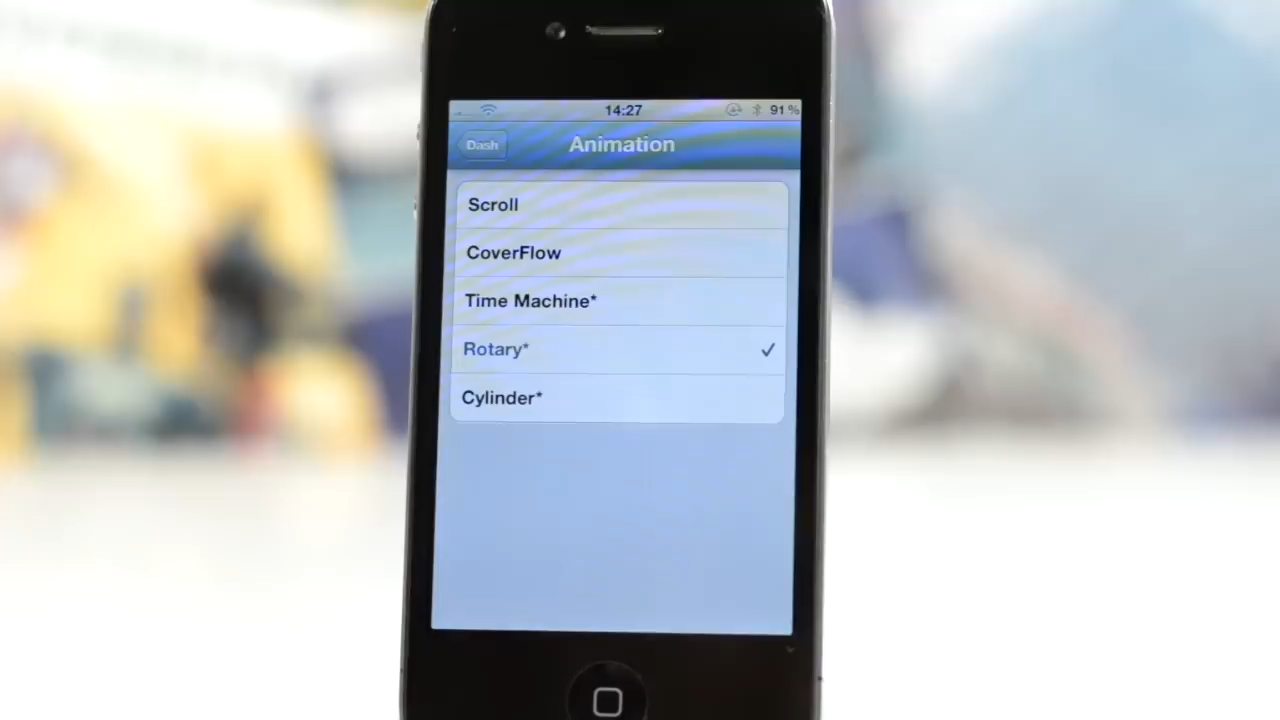 14:27
91%
Dash
Animation
Scroll
CoverFlow
Time Machine*
Rotary*
Cylinder*